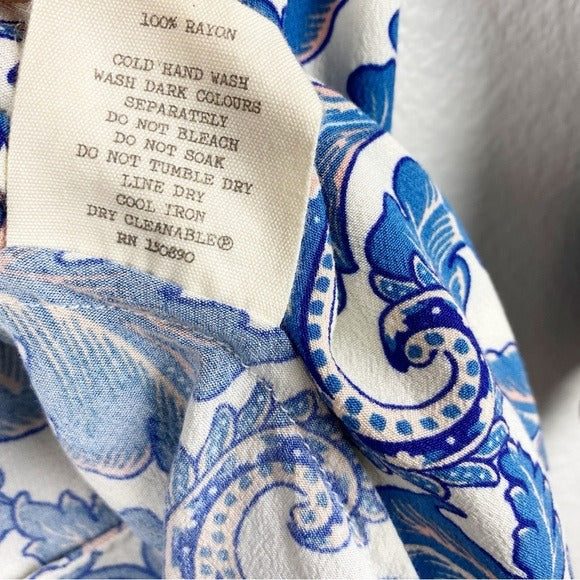 100% RAYON
COLD HAND WASH
WASH DARK COLOURS
SEPARATELY
DO NOT BLEACH
DO NOT SOAK
DO NOT TUMBLE DRY
LINE DRY
COOL IRON
DRY CLEANABLE®
RN 150890